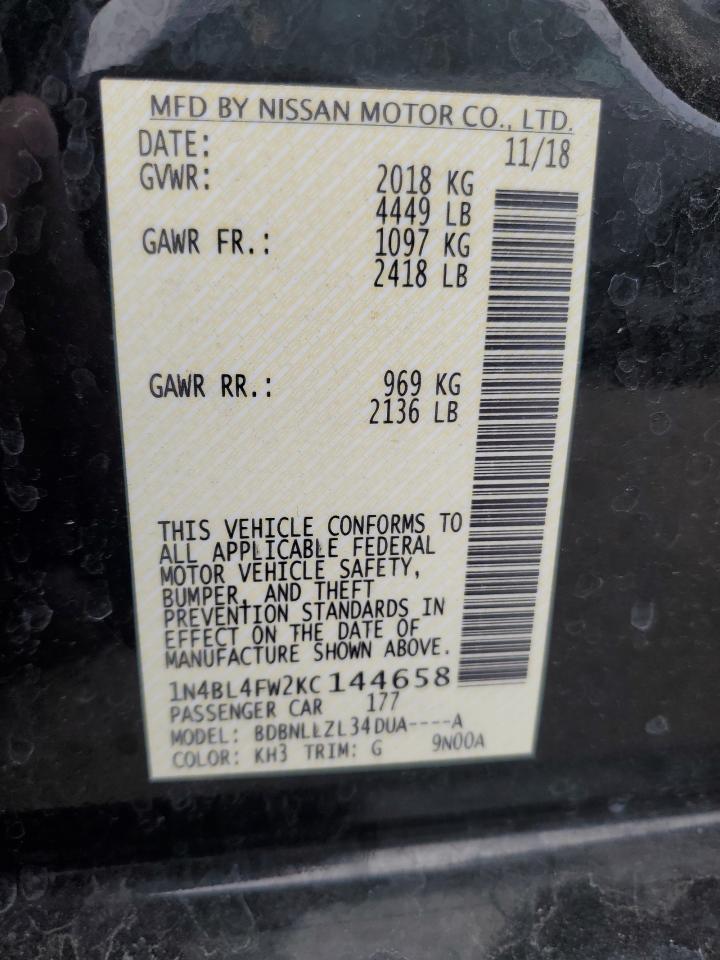 MFD BY NISSAN MOTOR CO., LTD.
DATE: 11/18
GVWR: 2018 KG
4449 LB
GAWR FR.: 1097 KG
2418 LB
GAWR RR.: 969 KG
2136 LB
THIS VEHICLE CONFORMS TO
ALL APPLICABLE FEDERAL
MOTOR VEHICLE SAFETY,
BUMPER, AND THEFT
PREVENTION STANDARDS IN
EFFECT ON THE DATE OF
MANUFACTURE SHOWN ABOVE.
1N4BL4FW2KC144658
PASSENGER CAR 177
MODEL: BDBNLLZL34DUA----A
COLOR: KH3 TRIM: G 9N00A